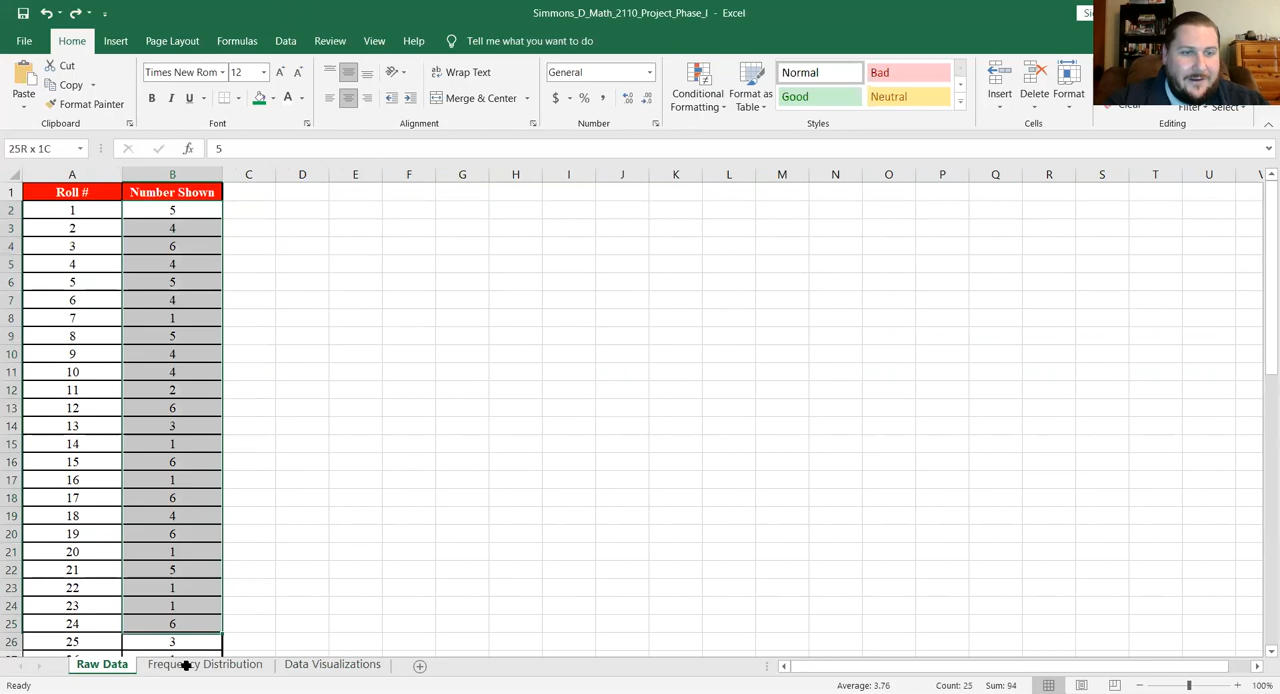 Simmons_D_Math_2110_Project_Phase_I - Excel
File Home Insert Page Layout Formulas Data Review View Help Tell me what you want to do
Cut
Copy
Format Painter
Paste
Clipboard
Times New Rom 12
B I U
Font
Wrap Text
Merge & Center
Alignment
General
$ % ,
Number
Conditional Formatting
Format as Table
Normal Bad
Good Neutral
Styles
Insert Delete Format
Cells
Clear
Filter Select
Editing
25R x 1C fx 5
A B C D E F G H I J K L M N O P Q R S T U V
1 Roll # Number Shown
2 1 5
3 2 4
4 3 6
5 4 4
6 5 5
7 6 4
8 7 1
9 8 5
10 9 4
11 10 4
12 11 2
13 12 6
14 13 3
15 14 1
16 15 6
17 16 1
18 17 6
19 18 4
20 19 6
21 20 1
22 21 5
23 22 1
24 23 1
25 24 6
26 25 3
Raw Data Frequency Distribution Data Visualizations
Ready Average: 3.76 Count: 25 Sum: 94 100%